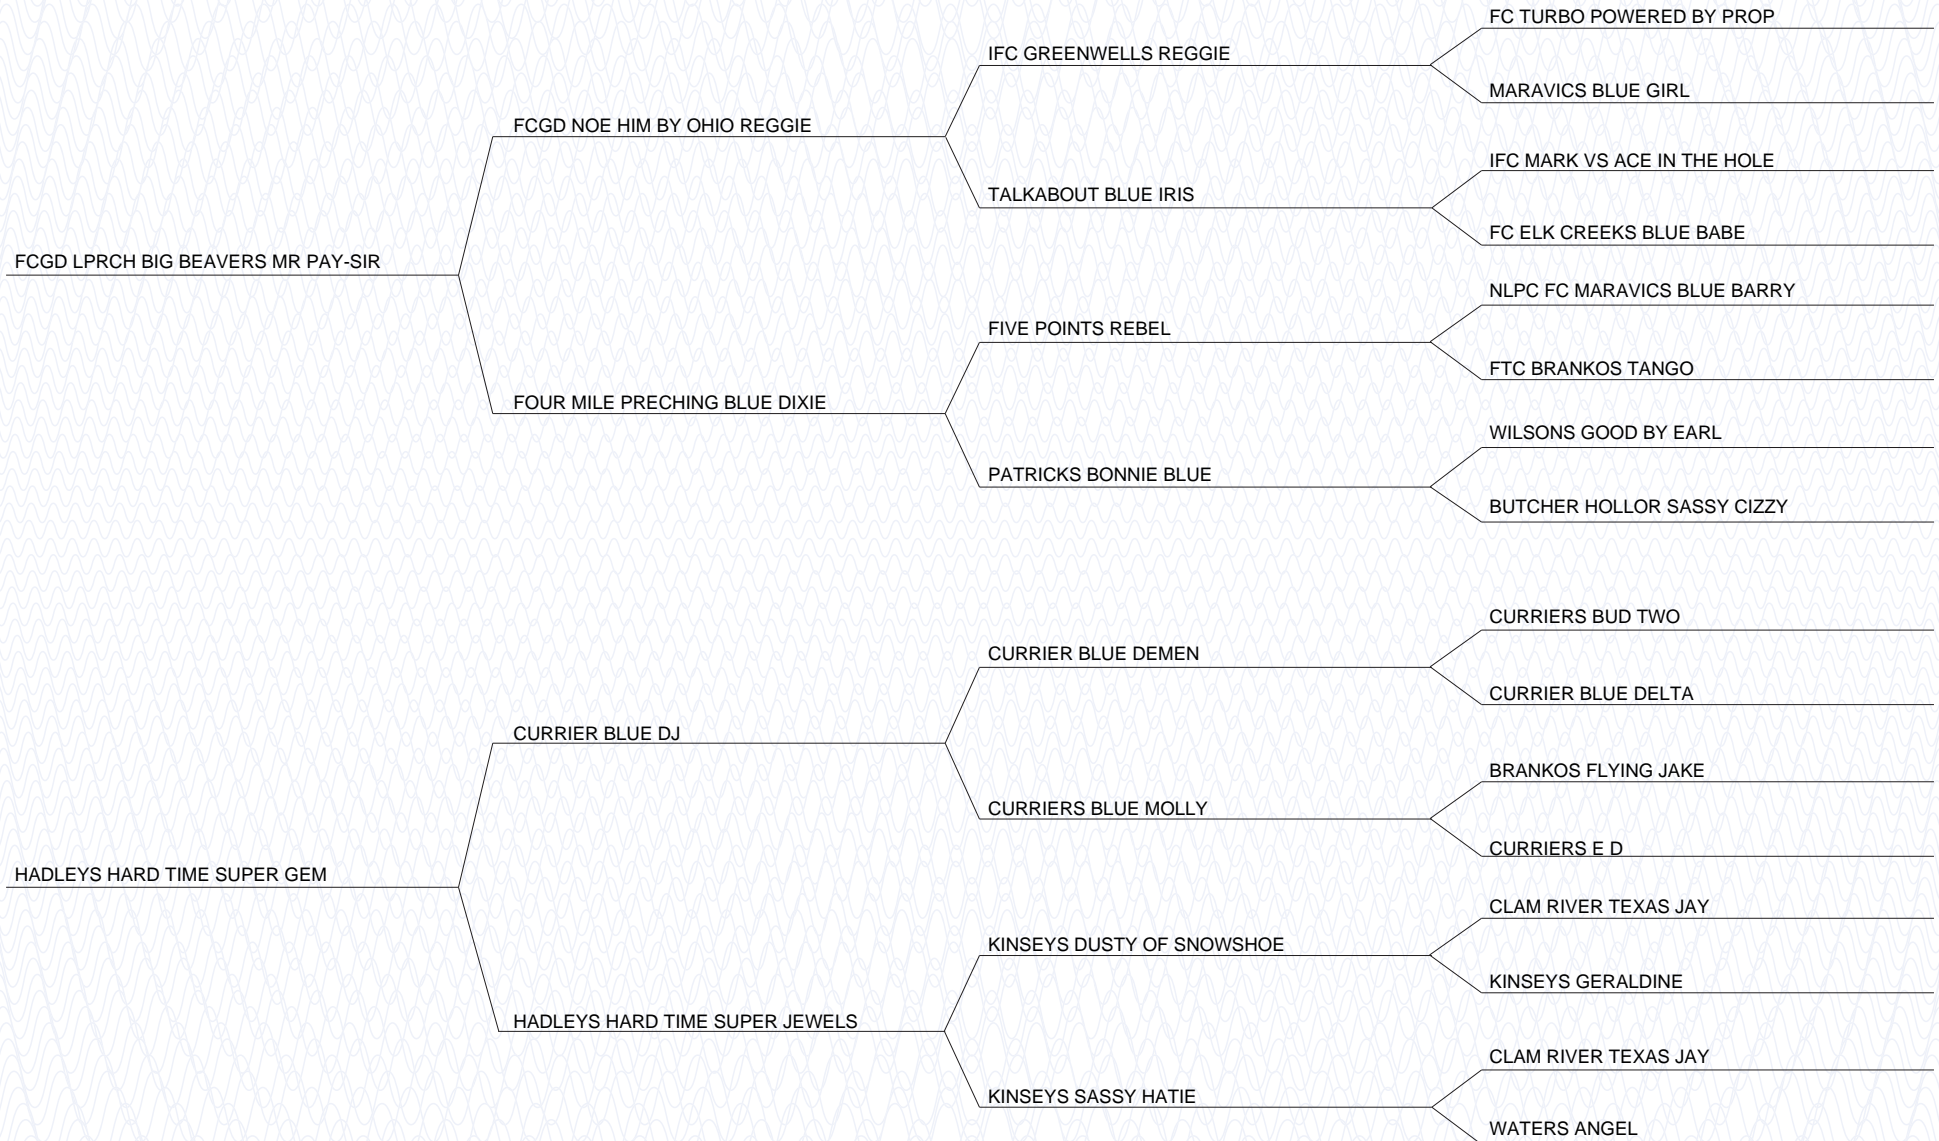 FC TURBO POWERED BY PROP
IFC GREENWELLS REGGIE
MARAVICS BLUE GIRL
FCGD NOE HIM BY OHIO REGGIE
IFC MARK VS ACE IN THE HOLE
TALKABOUT BLUE IRIS
FC ELK CREEKS BLUE BABE
FCGD LPRCH BIG BEAVERS MR PAY-SIR
NLPC FC MARAVICS BLUE BARRY
FIVE POINTS REBEL
FTC BRANKOS TANGO
FOUR MILE PRECHING BLUE DIXIE
WILSONS GOOD BY EARL
PATRICKS BONNIE BLUE
BUTCHER HOLLOR SASSY CIZZY
CURRIERS BUD TWO
CURRIER BLUE DEMEN
CURRIER BLUE DELTA
CURRIER BLUE DJ
BRANKOS FLYING JAKE
CURRIERS BLUE MOLLY
CURRIERS E D
HADLEYS HARD TIME SUPER GEM
CLAM RIVER TEXAS JAY
KINSEYS DUSTY OF SNOWSHOE
KINSEYS GERALDINE
HADLEYS HARD TIME SUPER JEWELS
CLAM RIVER TEXAS JAY
KINSEYS SASSY HATIE
WATERS ANGEL